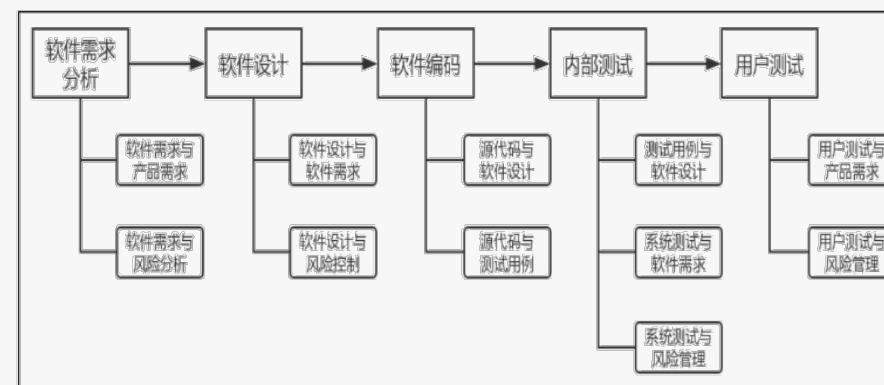 软件需求
分析
软件设计
软件编码
内部测试
用户测试
软件需求与
产品需求
软件设计与
软件需求
源代码与
软件设计
测试用例与
软件设计
用户测试与
产品需求
软件需求与
风险分析
软件设计与
风险控制
源代码与
测试用例
系统测试与
软件需求
用户测试与
风险管理
系统测试与
风险管理